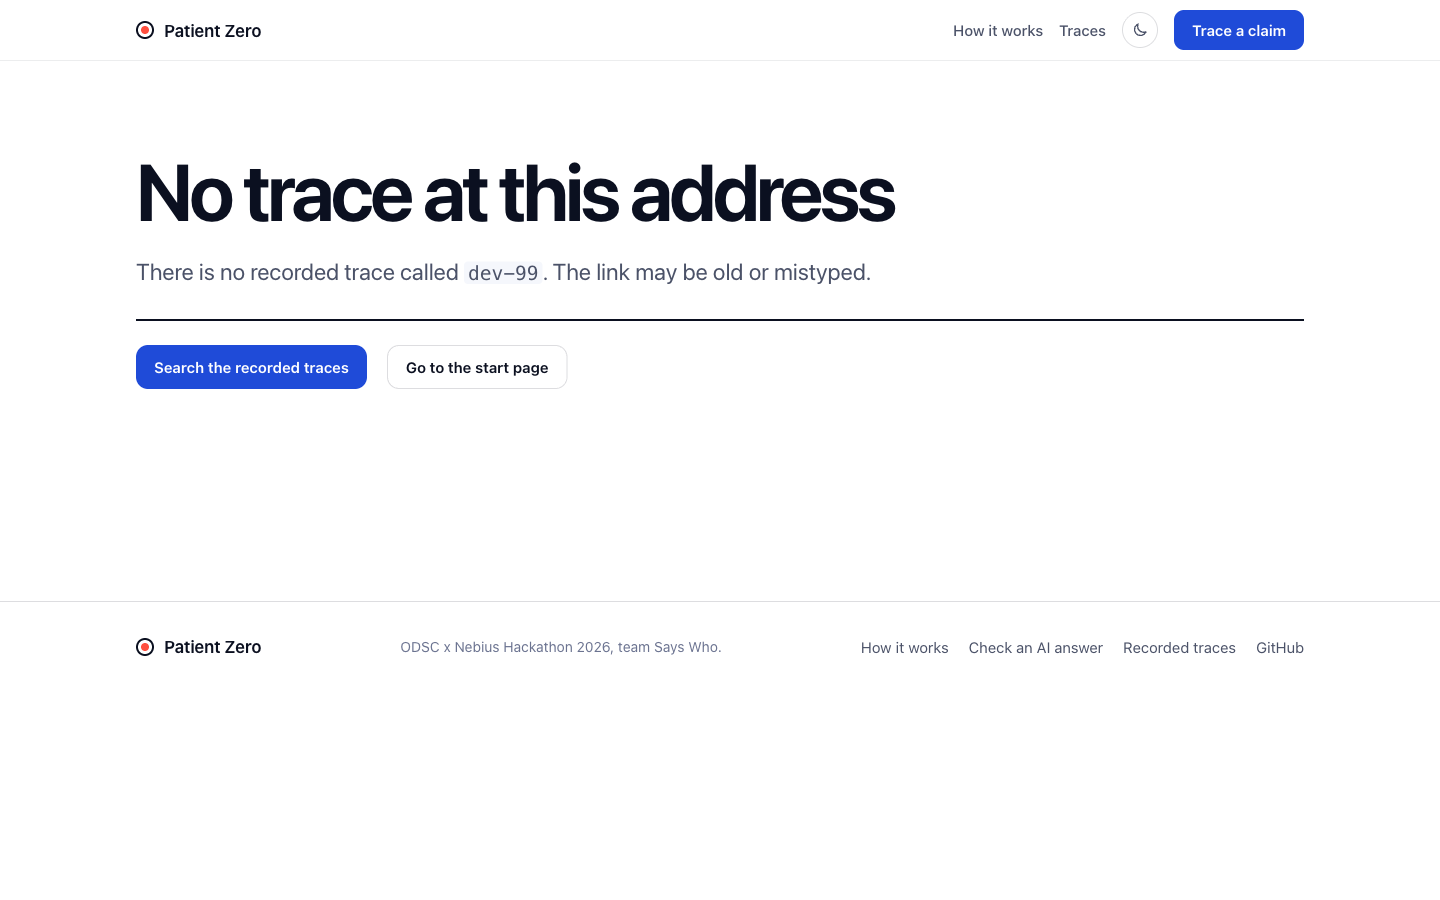 Patient Zero
How it works
Traces
Trace a claim
No trace at this address
There is no recorded trace called dev-99. The link may be old or mistyped.
Search the recorded traces
Go to the start page
Patient Zero
ODSC x Nebius Hackathon 2026, team Says Who.
How it works
Check an AI answer
Recorded traces
GitHub